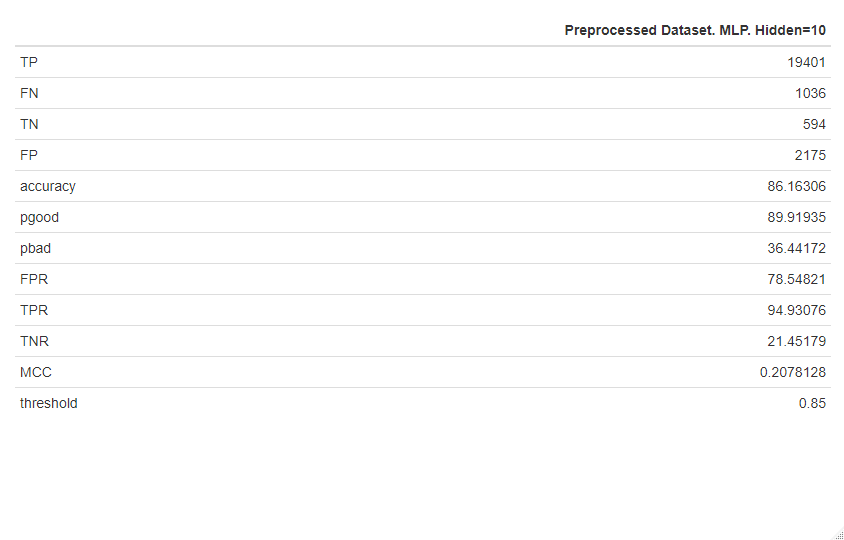 Preprocessed Dataset. MLP. Hidden=10
TP 19401
FN 1036
TN 594
FP 2175
accuracy 86.16306
pgood 89.91935
pbad 36.44172
FPR 78.54821
TPR 94.93076
TNR 21.45179
MCC 0.2078128
threshold 0.85